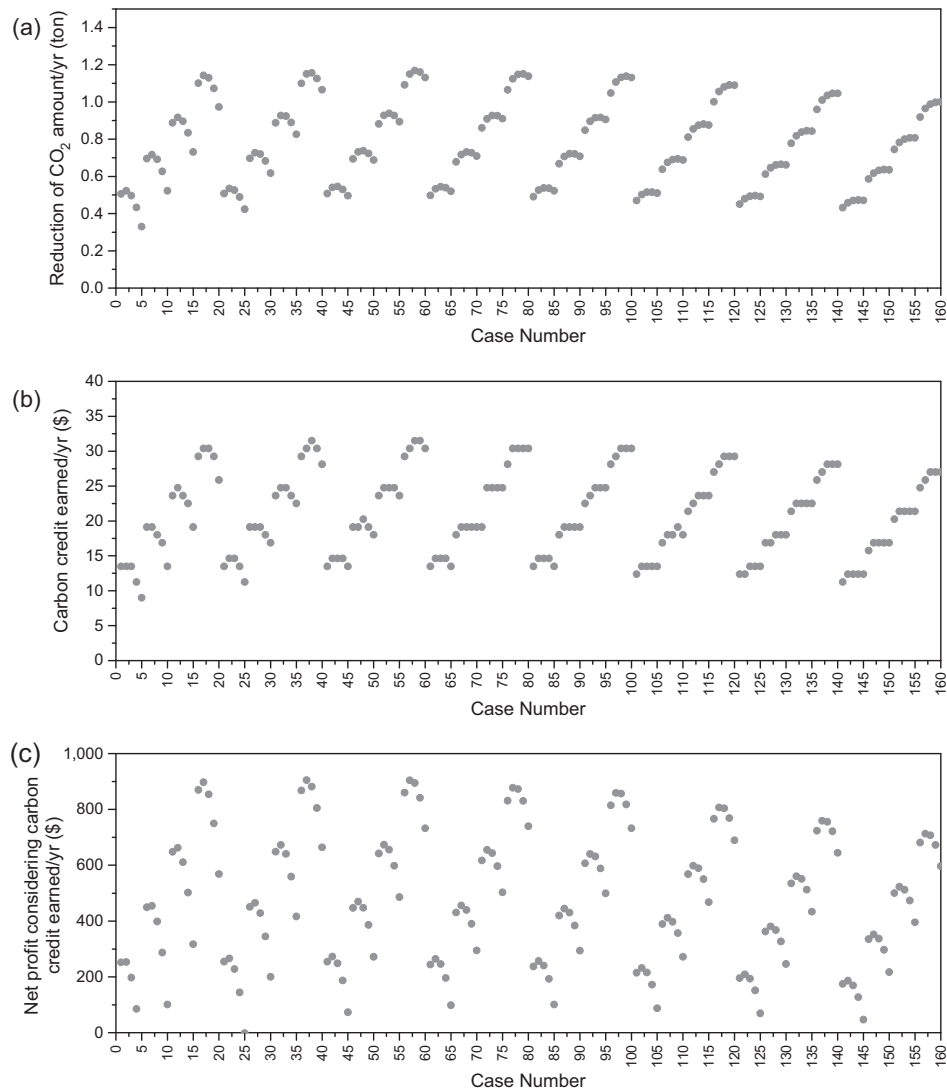 (a)
Reduction of CO₂ amount/yr (ton)
1.4
1.2
1.0
0.8
0.6
0.4
0.2
0.0
0 5 10 15 20 25 30 35 40 45 50 55 60 65 70 75 80 85 90 95 100 105 110 115 120 125 130 135 140 145 150 155 160
Case Number
(b)
Carbon credit earned/yr ($)
40
35
30
25
20
15
10
5
0
0 5 10 15 20 25 30 35 40 45 50 55 60 65 70 75 80 85 90 95 100 105 110 115 120 125 130 135 140 145 150 155 160
Case Number
(c)
Net profit considering carbon
credit earned/yr ($)
1,000
800
600
400
200
0
0 5 10 15 20 25 30 35 40 45 50 55 60 65 70 75 80 85 90 95 100 105 110 115 120 125 130 135 140 145 150 155 160
Case Number